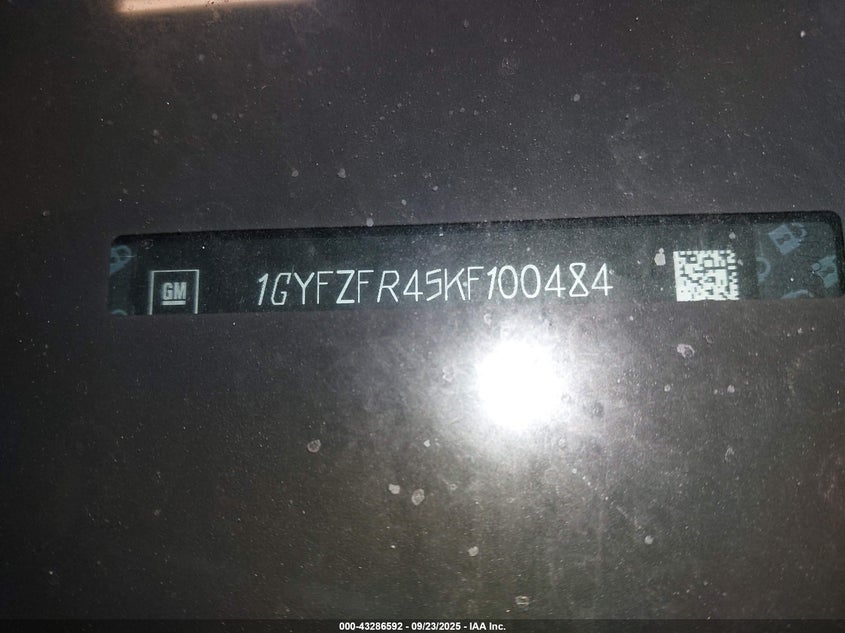 GM
1GYFZFR45KF100484
000-43286592 - 09/23/2025 - IAA Inc.